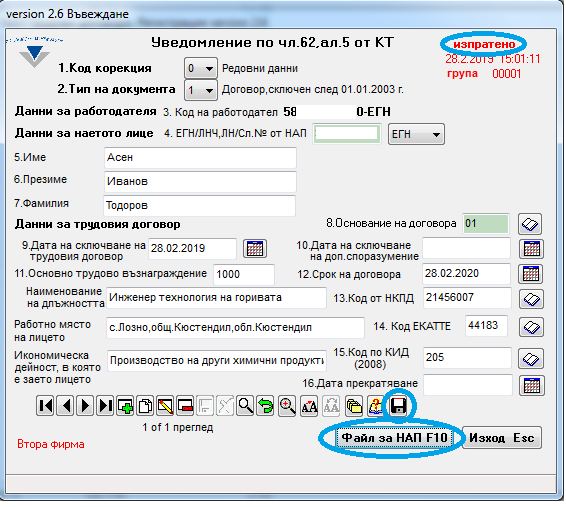 version 2.6 Въвеждане
Уведомление по чл.62,ал.5 от КТ
изпратено
28.2.2019 15:01:11
група 00001
1.Код корекция 0 Редовни данни
2.Тип на документа 1 Договор,сключен след 01.01.2003 г.
Данни за работодателя 3. Код на работодател 58 0-ЕГН
Данни за наетото лице 4. ЕГН/ЛНЧ,ЛН/Сл.№ от НАП ЕГН
5.Име Асен
6.Презиме Иванов
7.Фамилия Тодоров
Данни за трудовия договор 8.Основание на договора 01
9.Дата на сключване на
трудовия договор 28.02.2019
10.Дата на сключване
на доп.споразумение
11.Основно трудово възнаграждение 1000 12.Срок на договора 28.02.2020
Наименование
на длъжността Инженер технология на горивата 13.Код от НКПД 21456007
Работно място
на лицето с.Лозно,общ.Кюстендил,обл.Кюстендил 14. Код ЕКАТТЕ 44183
Икономическа
дейност, в която
е заето лицето Производство на други химични продукти
15.Код по КИД
(2008) 205
16.Дата прекратяване
1 of 1 преглед
Втора фирма
Файл за НАП F10 Изход Esc